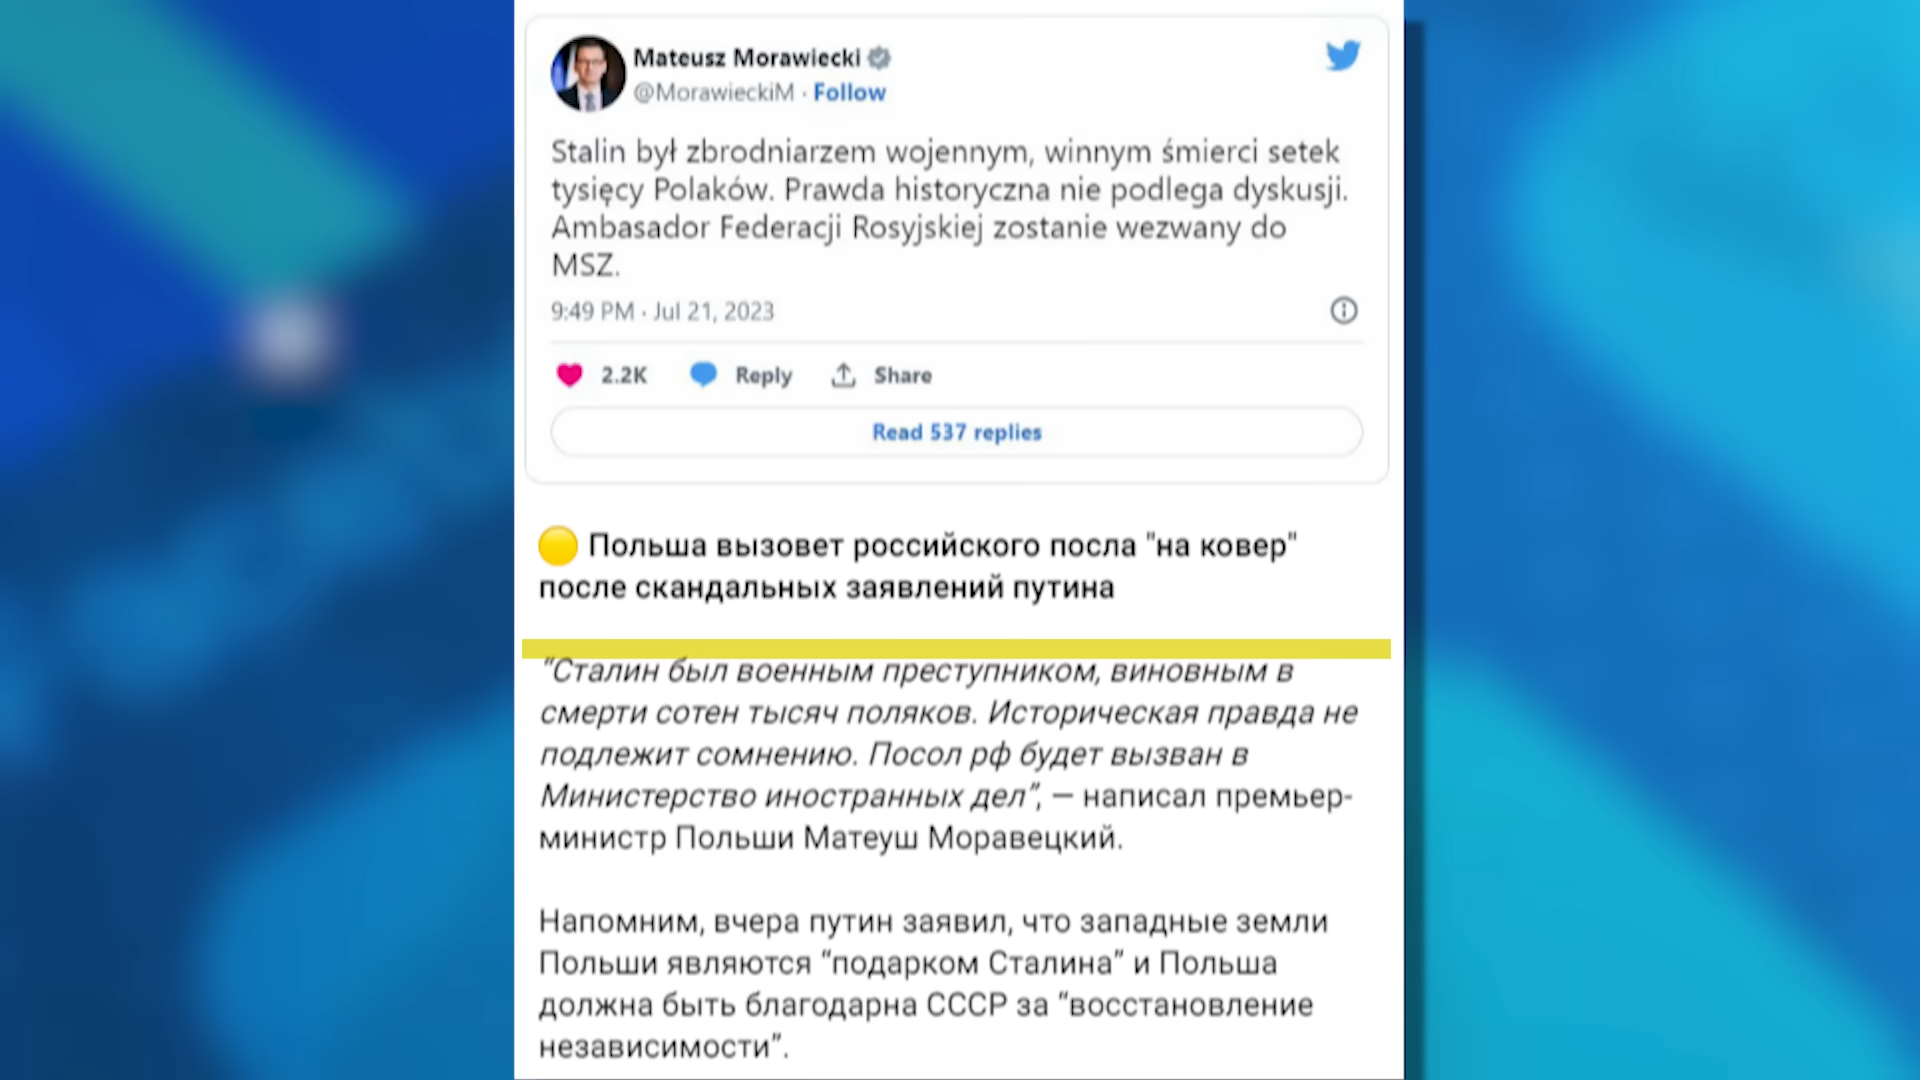 Mateusz Morawiecki
@MorawieckiM · Follow
Stalin był zbrodniarzem wojennym, winnym śmierci setek
tysięcy Polaków. Prawda historyczna nie podlega dyskusji.
Ambasador Federacji Rosyjskiej zostanie wezwany do
MSZ.
9:49 PM · Jul 21, 2023
2.2K Reply Share
Read 537 replies
Польша вызовет российского посла "на ковер"
после скандальных заявлений путина
“Сталин был военным преступником, виновным в
смерти сотен тысяч поляков. Историческая правда не
подлежит сомнению. Посол рф будет вызван в
Министерство иностранных дел”, — написал премьер-
министр Польши Матеуш Моравецкий.
Напомним, вчера путин заявил, что западные земли
Польши являются “подарком Сталина” и Польша
должна быть благодарна СССР за “восстановление
независимости”.